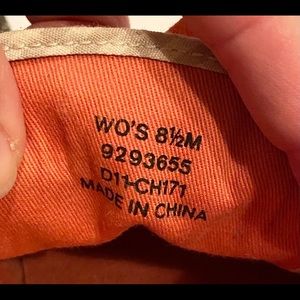 WO'S 8½M
9293655
D11-CH171
MADE IN CHINA